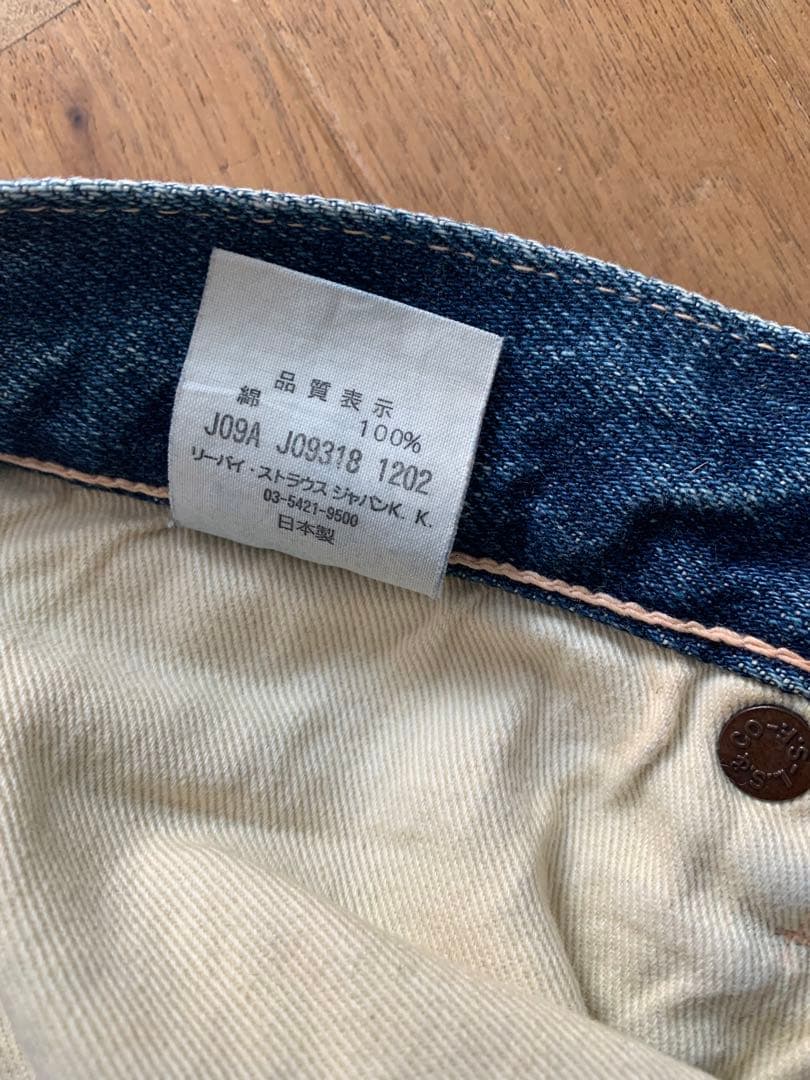 品質表示
綿 100%
J09A J09318 1202
リーバイ・ストラウス ジャパンK. K.
03-5421-9500
日本製